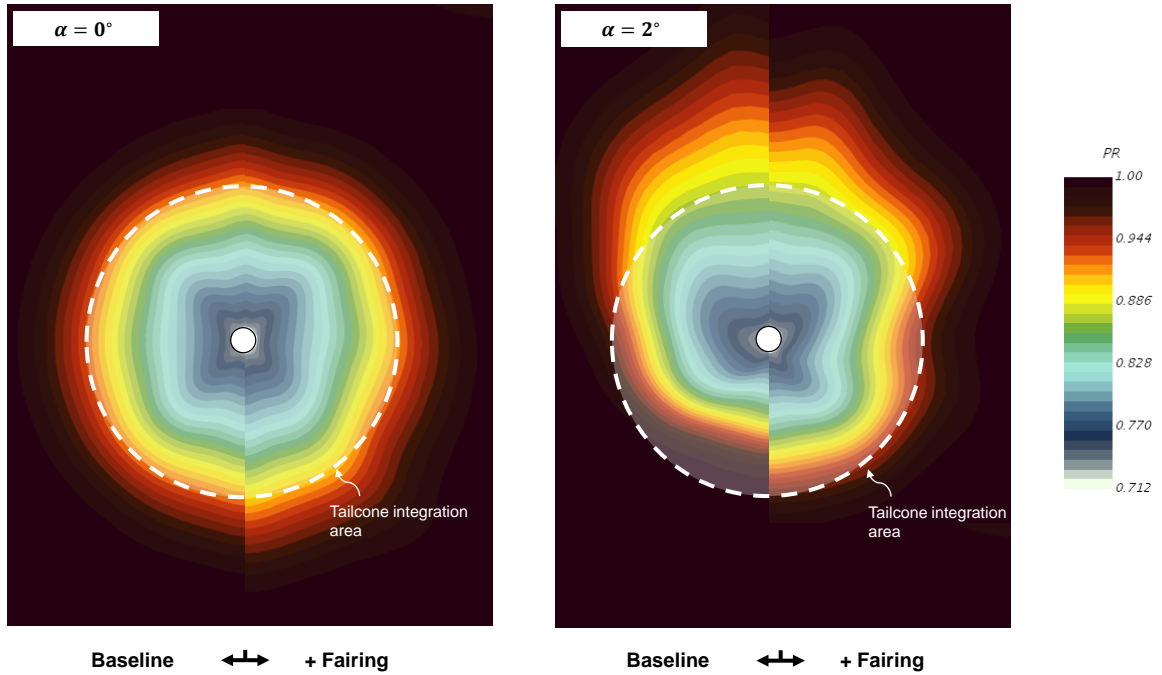 α = 0°
α = 2°
PR
1.00
0.944
0.886
0.828
0.770
0.712
Tailcone integration
area
Tailcone integration
area
Baseline
+ Fairing
Baseline
+ Fairing